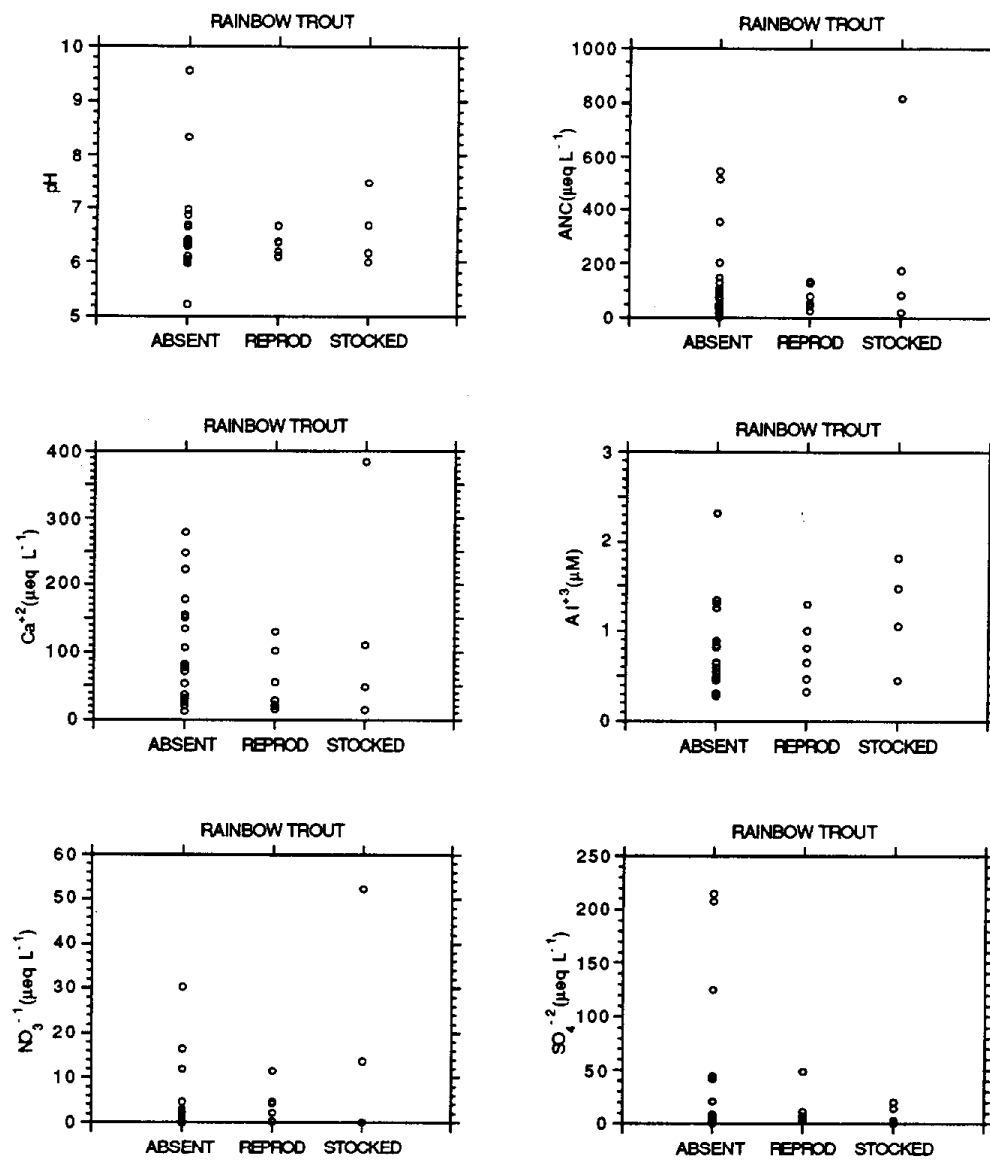 RAINBOW TROUT
10
9
8
7
6
5
pH
ABSENT REPROD STOCKED
RAINBOW TROUT
1000
800
600
400
200
0
ANC(µeq L⁻¹)
ABSENT REPROD STOCKED
RAINBOW TROUT
400
300
200
100
0
Ca⁺²(µeq L⁻¹)
ABSENT REPROD STOCKED
RAINBOW TROUT
3
2
1
0
Al⁺³(µM)
ABSENT REPROD STOCKED
RAINBOW TROUT
60
50
40
30
20
10
0
NO₃⁻¹(µeq L⁻¹)
ABSENT REPROD STOCKED
RAINBOW TROUT
250
200
150
100
50
0
SO₄⁻²(µeq L⁻¹)
ABSENT REPROD STOCKED